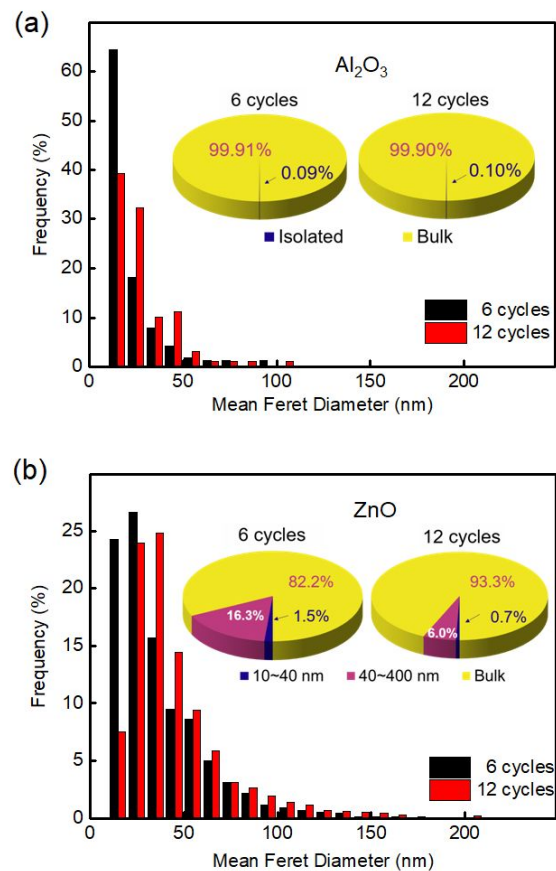 (a)
Al₂O₃
6 cycles
12 cycles
99.91%
0.09%
99.90%
0.10%
Isolated
Bulk
6 cycles
12 cycles
Frequency (%)
60
50
40
30
20
10
0
0
50
100
150
200
Mean Feret Diameter (nm)
(b)
ZnO
6 cycles
12 cycles
82.2%
16.3%
1.5%
93.3%
6.0%
0.7%
10~40 nm
40~400 nm
Bulk
6 cycles
12 cycles
Frequency (%)
25
20
15
10
5
0
0
50
100
150
200
Mean Feret Diameter (nm)